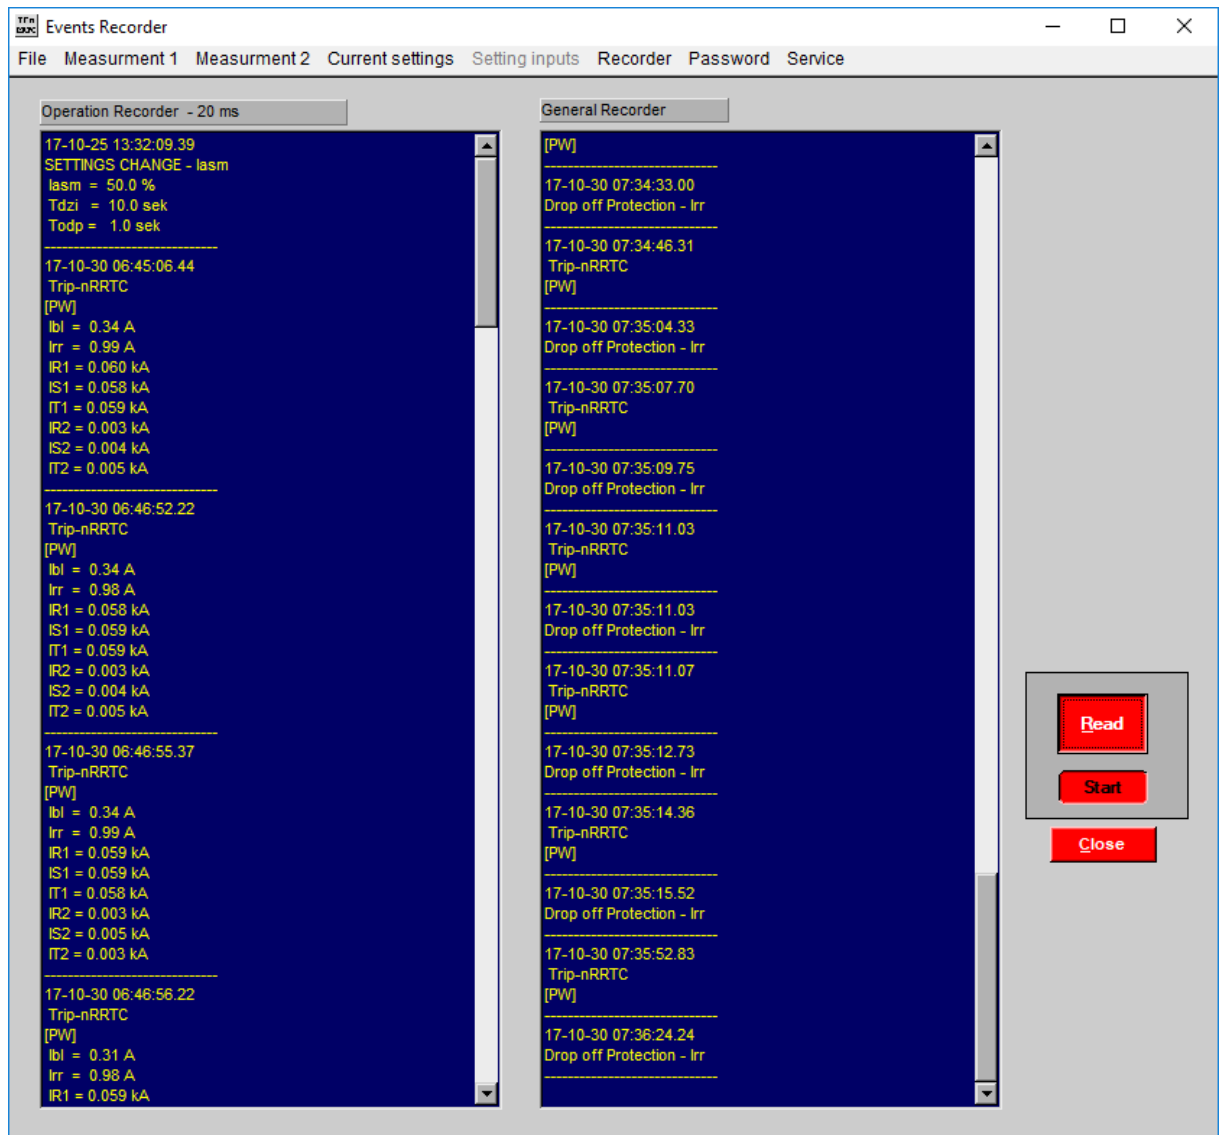 Events Recorder
File Measurment 1 Measurment 2 Current settings Setting inputs Recorder Password Service
Operation Recorder - 20 ms
17-10-25 13:32:09.39
SETTINGS CHANGE - Iasm
Iasm = 50.0 %
Tdzi = 10.0 sek
Todp = 1.0 sek
------------------------------
17-10-30 06:45:06.44
Trip-nRRTC
[PW]
Ibl = 0.34 A
Irr = 0.99 A
IR1 = 0.060 kA
IS1 = 0.058 kA
IT1 = 0.059 kA
IR2 = 0.003 kA
IS2 = 0.004 kA
IT2 = 0.005 kA
------------------------------
17-10-30 06:46:52.22
Trip-nRRTC
[PW]
Ibl = 0.34 A
Irr = 0.98 A
IR1 = 0.058 kA
IS1 = 0.059 kA
IT1 = 0.059 kA
IR2 = 0.003 kA
IS2 = 0.004 kA
IT2 = 0.005 kA
------------------------------
17-10-30 06:46:55.37
Trip-nRRTC
[PW]
Ibl = 0.34 A
Irr = 0.99 A
IR1 = 0.059 kA
IS1 = 0.059 kA
IT1 = 0.058 kA
IR2 = 0.003 kA
IS2 = 0.005 kA
IT2 = 0.003 kA
------------------------------
17-10-30 06:46:56.22
Trip-nRRTC
[PW]
Ibl = 0.31 A
Irr = 0.98 A
IR1 = 0.059 kA
General Recorder
[PW]
------------------------------
17-10-30 07:34:33.00
Drop off Protection - Irr
------------------------------
17-10-30 07:34:46.31
Trip-nRRTC
[PW]
------------------------------
17-10-30 07:35:04.33
Drop off Protection - Irr
------------------------------
17-10-30 07:35:07.70
Trip-nRRTC
[PW]
------------------------------
17-10-30 07:35:09.75
Drop off Protection - Irr
------------------------------
17-10-30 07:35:11.03
Trip-nRRTC
[PW]
------------------------------
17-10-30 07:35:11.03
Drop off Protection - Irr
------------------------------
17-10-30 07:35:11.07
Trip-nRRTC
[PW]
------------------------------
17-10-30 07:35:12.73
Drop off Protection - Irr
------------------------------
17-10-30 07:35:14.36
Trip-nRRTC
[PW]
------------------------------
17-10-30 07:35:15.52
Drop off Protection - Irr
------------------------------
17-10-30 07:35:52.83
Trip-nRRTC
[PW]
------------------------------
17-10-30 07:36:24.24
Drop off Protection - Irr
------------------------------
Read
Start
Close